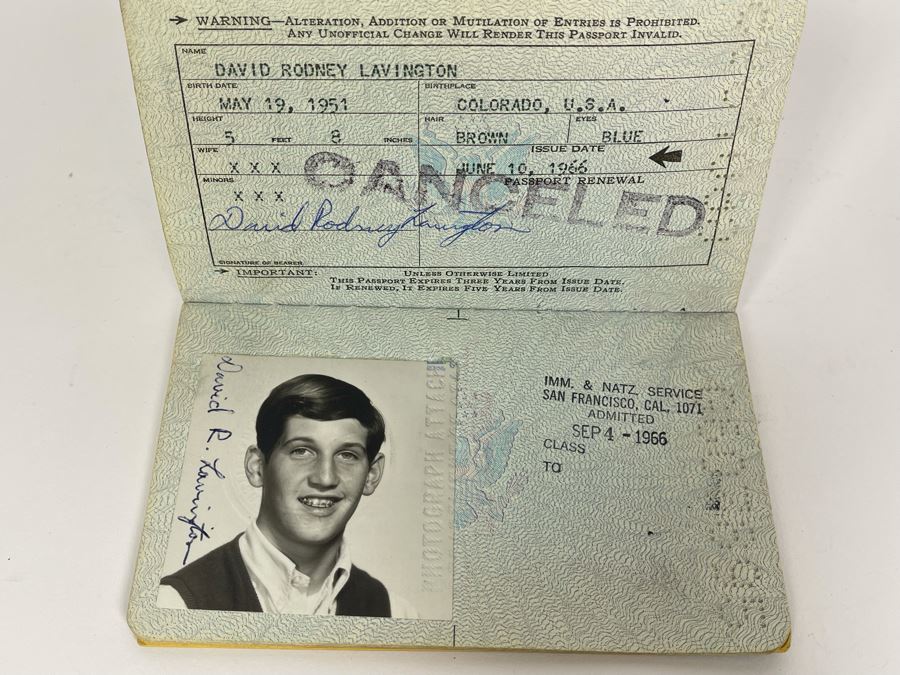 WARNING—ALTERATION, ADDITION OR MUTILATION OF ENTRIES IS PROHIBITED.
ANY UNOFFICIAL CHANGE WILL RENDER THIS PASSPORT INVALID.
NAME
DAVID RODNEY LAVINGTON
BIRTH DATE BIRTHPLACE
MAY 19, 1951 COLORADO, U.S.A.
HEIGHT HAIR EYES
5 FEET 8 INCHES BROWN BLUE
WIFE ISSUE DATE
X X X JUNE 10, 1966
CANCELED
MINORS PASSPORT RENEWAL
X X X
David Rodney Lavington
SIGNATURE OF BEARER
IMPORTANT: UNLESS OTHERWISE LIMITED
THIS PASSPORT EXPIRES THREE YEARS FROM ISSUE DATE.
IF RENEWED, IT EXPIRES FIVE YEARS FROM ISSUE DATE.
David R. Lavington
PHOTOGRAPH ATTACH
IMM. & NATZ. SERVICE
SAN FRANCISCO, CAL. 1071
ADMITTED
SEP 4 - 1966
CLASS
TO